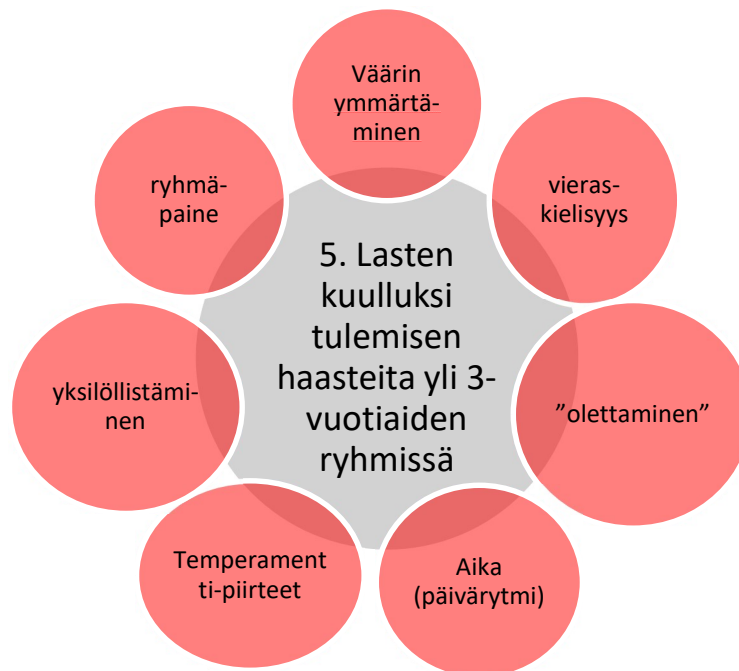 Väärin
ymmärtä-
minen
vieras-
kielisyys
”olettaminen”
Aika
(päivärytmi)
Temperament
ti-piirteet
yksilöllistämi-
nen
ryhmä-
paine
5. Lasten
kuulluksi
tulemisen
haasteita yli 3-
vuotiaiden
ryhmissä